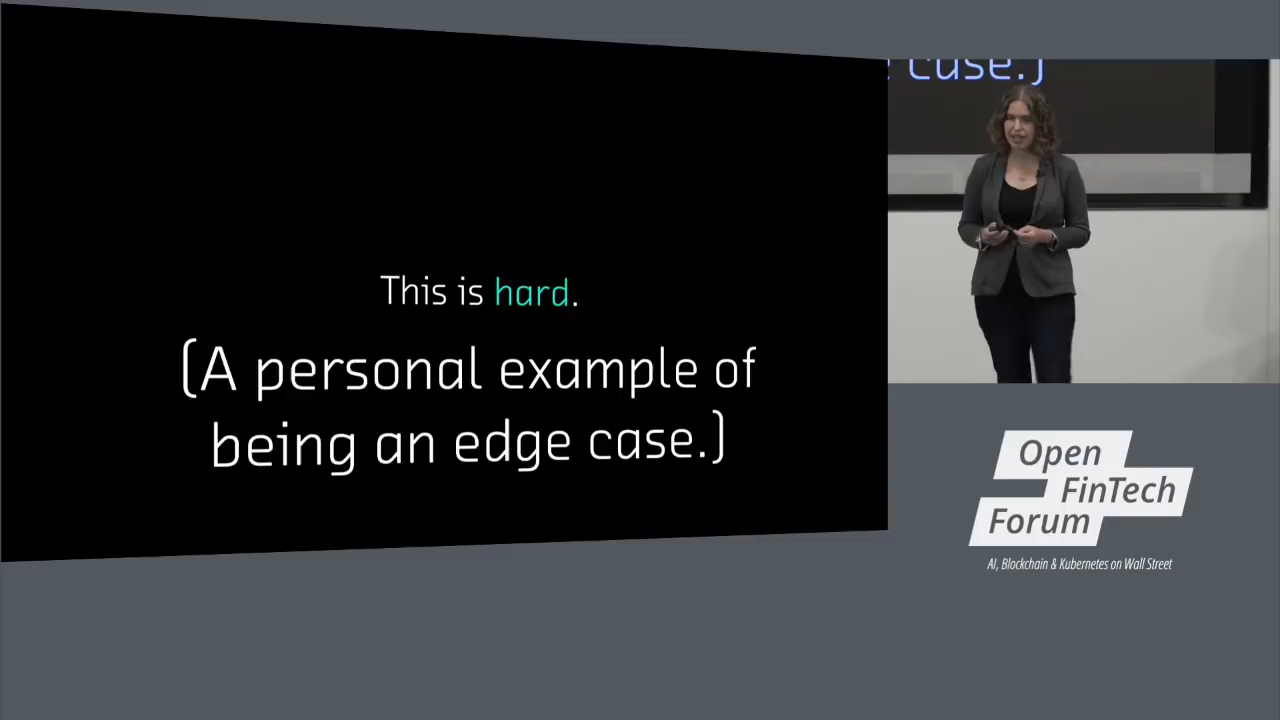 This is hard.
(A personal example of
being an edge case.)
case.)
Open
FinTech
Forum
AI, Blockchain & Kubernetes on Wall Street